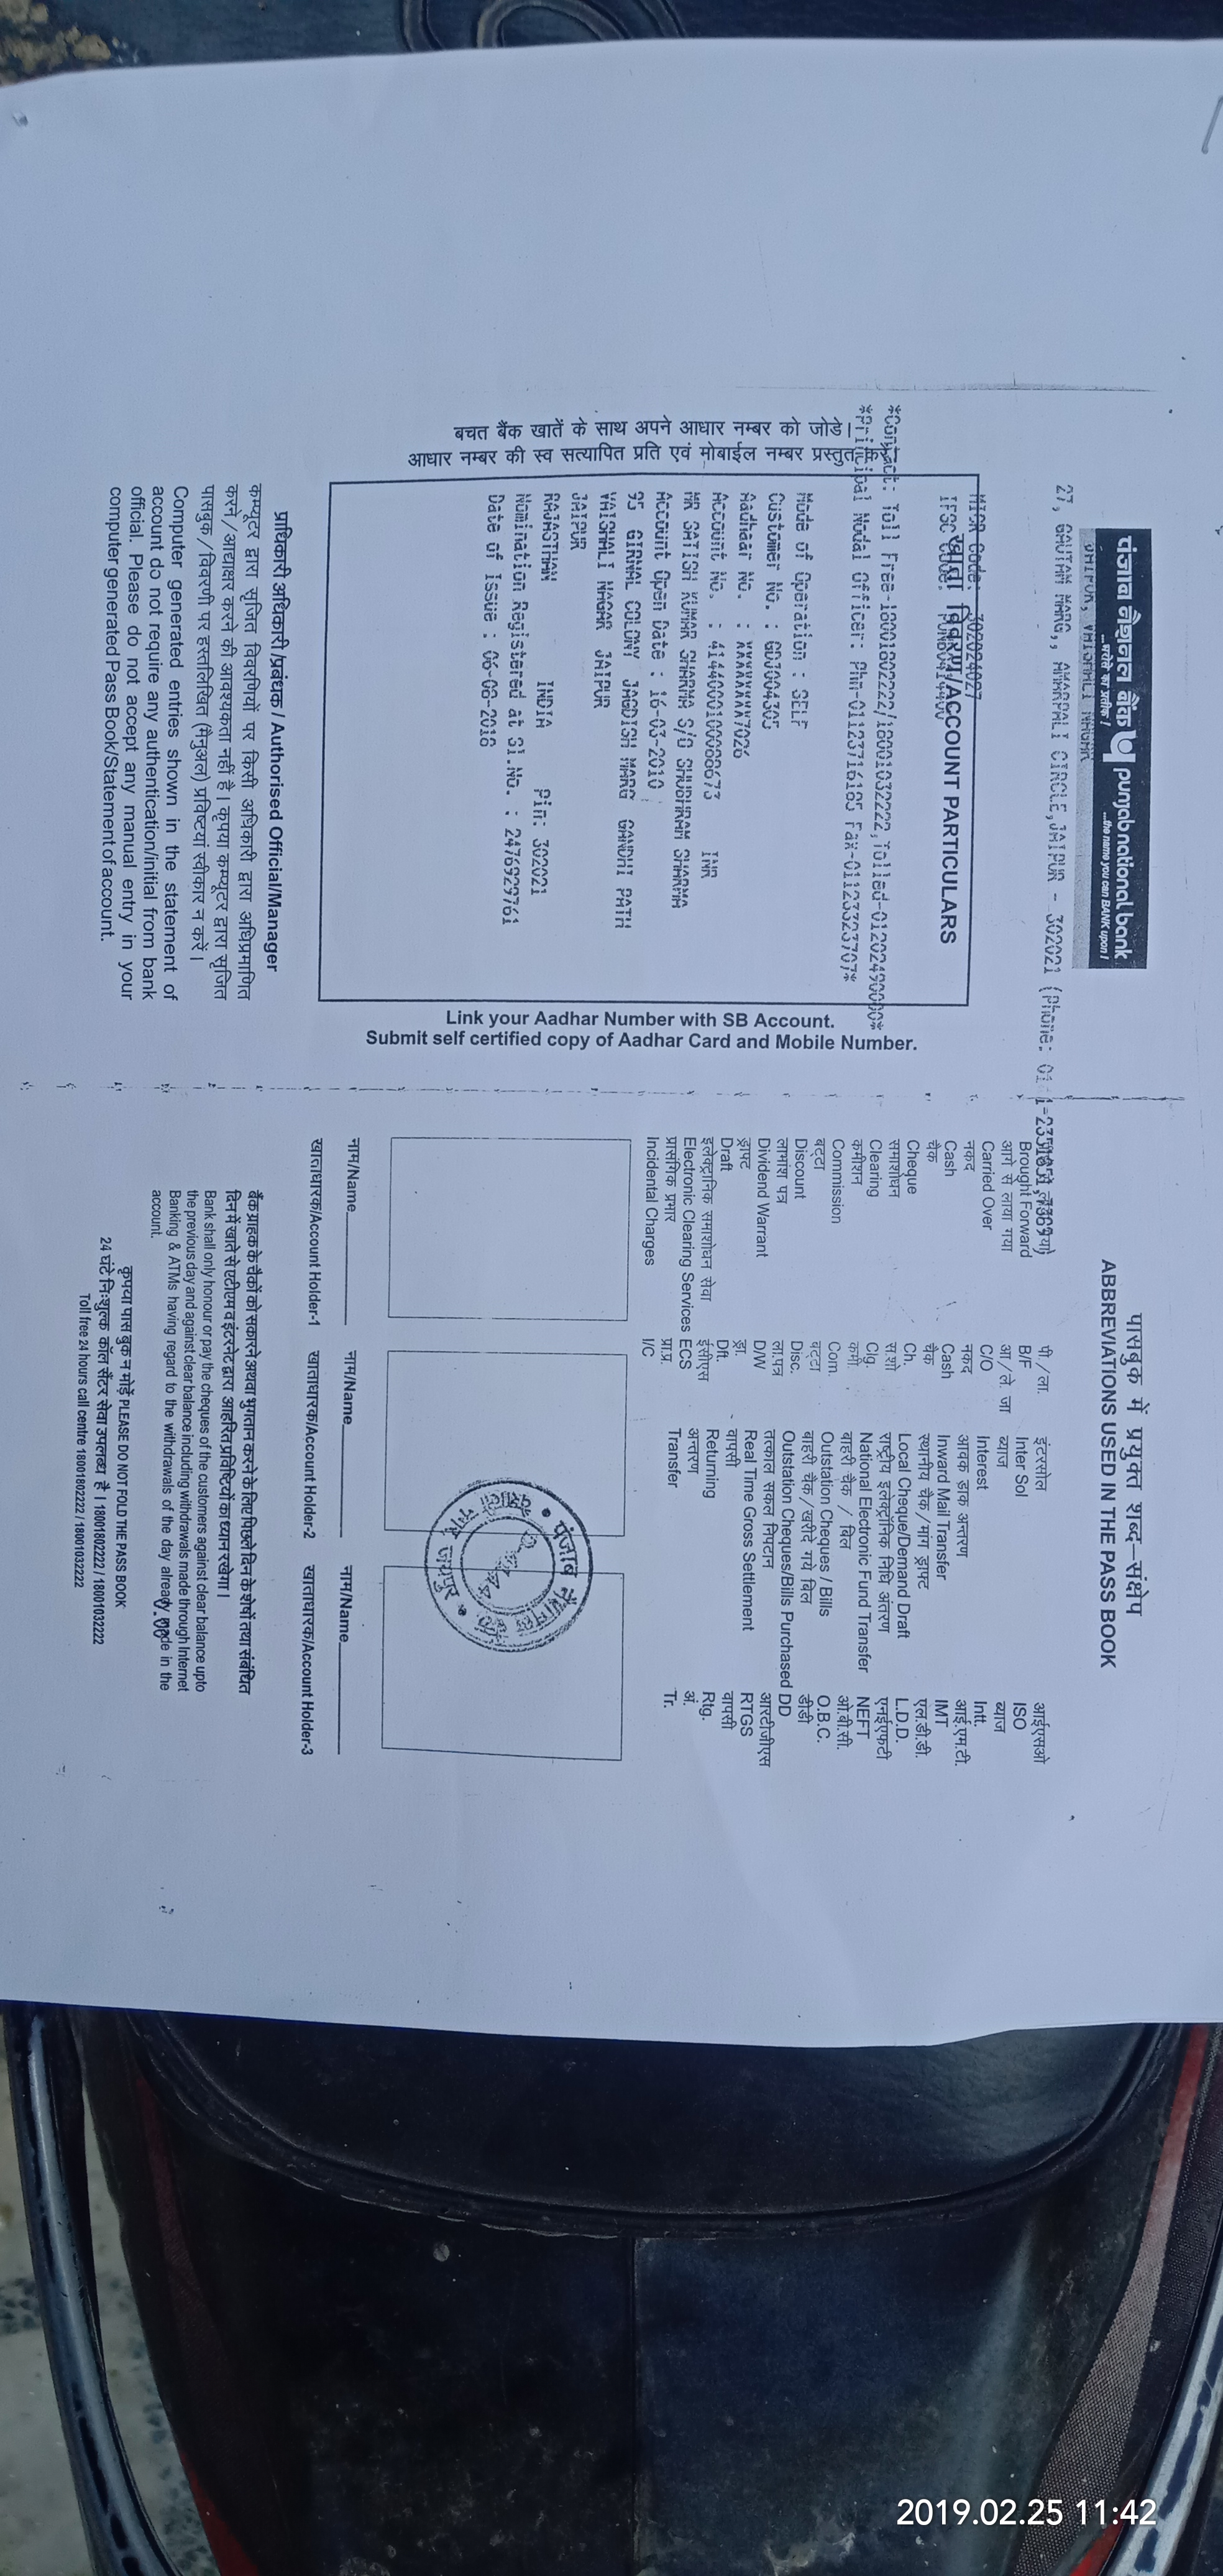 पंजाब नैशनल बैंक punjab national bank
...भरोसे का प्रतीक ! ...the name you can BANK upon !
JAIPUR, VAISHALI NAGAR
27, GAUTAM MARG,, AMARPALI CIRCLE,JAIPUR - 302021 (Phone:
MICR Code: 302024027
IFSC Code: PUNB0414400
खाता विवरण/ACCOUNT PARTICULARS
*Contact: Toll Free-18001802222/18001032222,Tolled-01202490000*
*Principal Nodal Officer: Phn-01123716185 Fax-01123323707*
Mode of Operation : SELF
Customer No. : GDJ004305
Aadhaar No. : XXXXXXXX7026
Account No. : 4144000100088673 INR
MR SATISH KUMAR SHARMA S/O SHUBHRAM SHARMA
Account Open Date : 16-03-2010
95 GIRNAL COLONY JAGDISH MARG GANDHI PATH
VAISHALI NAGAR JAIPUR
JAIPUR
RAJASTHAN INDIA Pin: 302021
Nomination Registered at Sl.No. : 2476929761
Date of Issue : 06-08-2018
बचत बैंक खातें के साथ अपने आधार नम्बर को जोडे।
आधार नम्बर की स्व सत्यापित प्रति एवं मोबाईल नम्बर प्रस्तुत
Link your Aadhar Number with SB Account.
Submit self certified copy of Aadhar Card and Mobile Number.
प्राधिकारी अधिकारी/प्रबंधक / Authorised Official/Manager
कम्प्यूटर द्वारा सृजित विवरणियों पर किसी अधिकारी द्वारा अधिप्रमाणित
करने/आद्याक्षर करने की आवश्यकता नहीं है। कृपया कम्प्यूटर द्वारा सृजित
पासबुक/विवरणी पर हस्तलिखित (मैनुअल) प्रविष्टियां स्वीकार न करें।
Computer generated entries shown in the statement of
account do not require any authentication/initial from bank
official. Please do not accept any manual entry in your
computer generated Pass Book/Statement of account.
पासबुक में प्रयुक्त शब्द–संक्षेप
ABBREVIATIONS USED IN THE PASS BOOK
पी./ला. इंटरसोल आईएसओ
Brought Forward B/F Inter Sol ISO
आगे से लाया गया आ/ले. जा ब्याज ब्याज
Carried Over C/O Interest Intt.
नकद नकद आवक डाक अन्तरण आई.एम.टी.
Cash Cash Inward Mail Transfer IMT
चैक चैक स्थानीय चैक/मांग ड्राफ्ट एल.डी.डी.
Cheque Ch. Local Cheque/Demand Draft L.D.D.
समाशोधन स शो राष्ट्रीय इलेक्ट्रॉनिक निधि अंतरण एनईएफटी
Clearing Clg. National Electronic Fund Transfer NEFT
कमीशन कमी. बाहरी चैक / बिल ओ.बी.सी.
Commission Com. Outstation Cheques / Bills O.B.C.
बट्टा बट्टा बाहरी चैक/खरीदे गये बिल डीडी
Discount Disc. Outstation Cheques/Bills Purchased DD
लाभांश पत्र ला.पत्र तत्काल सकल निपटान आरटीजीएस
Dividend Warrant D/W Real Time Gross Settlement RTGS
ड्राफ्ट ड्रा. वापसी वापसी
Draft Dft. Returning Rtg.
इलेक्ट्रानिक समाशोधन सेवा ईसीएस अन्तरण अं.
Electronic Clearing Services ECS Transfer Tr.
प्रासंगिक प्रभार प्रा.प्र.
Incidental Charges I/C
पंजाब नैशनल बैंक
नाम/Name नाम/Name नाम/Name
खाताधारक/Account Holder-1 खाताधारक/Account Holder-2 खाताधारक/Account Holder-3
बैंक ग्राहक के चैकों को सकारने अथवा भुगतान करने के लिए पिछले दिन के शेषों तथा संबंधित
दिन में खाते से एटीएम व इंटरनेट द्वारा आहरित प्रविष्टियों का ध्यान रखेगा।
Bank shall only honour or pay the cheques of the customers against clear balance upto
the previous day and against clear balance including withdrawals made through Internet
Banking & ATMs having regard to the withdrawals of the day already made in the
account.
कृपया पास बुक न मोड़ें PLEASE DO NOT FOLD THE PASS BOOK
24 घंटे निःशुल्क कॉल सैंटर सेवा उपलब्ध है। 18001802222 / 18001032222
Toll free 24 hours call centre 18001802222 / 18001032222
2019.02.25 11:42